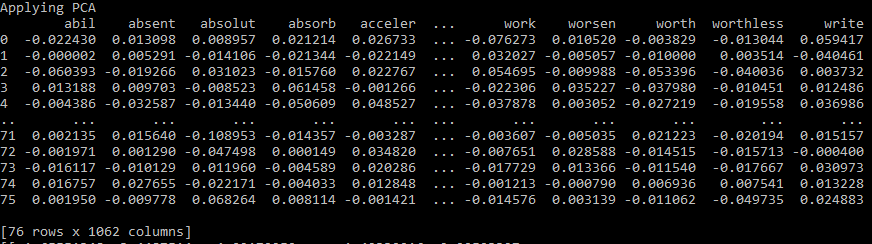 Applying PCA
abil absent absolut absorb acceler ... work worsen worth worthless write
0 -0.022430 0.013098 0.008957 0.021214 0.026733 ... -0.076273 0.010520 -0.003829 -0.013044 0.059417
1 -0.000002 0.005291 -0.014106 -0.021344 -0.022149 ... 0.032027 -0.005057 -0.010000 0.003514 -0.040461
2 -0.060393 -0.019266 0.031023 -0.015760 0.022767 ... 0.054695 -0.009988 -0.053396 -0.040036 0.003732
3 0.013188 0.009703 -0.008523 0.061458 -0.001266 ... -0.022306 0.035227 -0.037980 -0.010451 0.012486
4 -0.004386 -0.032587 -0.013440 -0.050609 0.048527 ... -0.037878 0.003052 -0.027219 -0.019558 0.036986
.. ... ... ... ... ... ... ... ... ... ... ...
71 0.002135 0.015640 -0.108953 -0.014357 -0.003287 ... -0.003607 -0.005035 0.021223 -0.020194 0.015157
72 -0.001971 0.001290 -0.047498 0.000149 0.034820 ... -0.007651 0.028588 -0.014515 -0.015713 -0.000400
73 -0.016117 -0.010129 0.011960 -0.004589 0.020286 ... -0.017729 0.013366 -0.011540 -0.017667 0.030973
74 0.016757 0.027655 -0.022171 -0.004033 0.012848 ... -0.001213 -0.000790 0.006936 0.007541 0.013228
75 0.001950 -0.009778 0.068264 0.008114 -0.001421 ... -0.014576 0.003139 -0.011062 -0.049735 0.024883
[76 rows x 1062 columns]